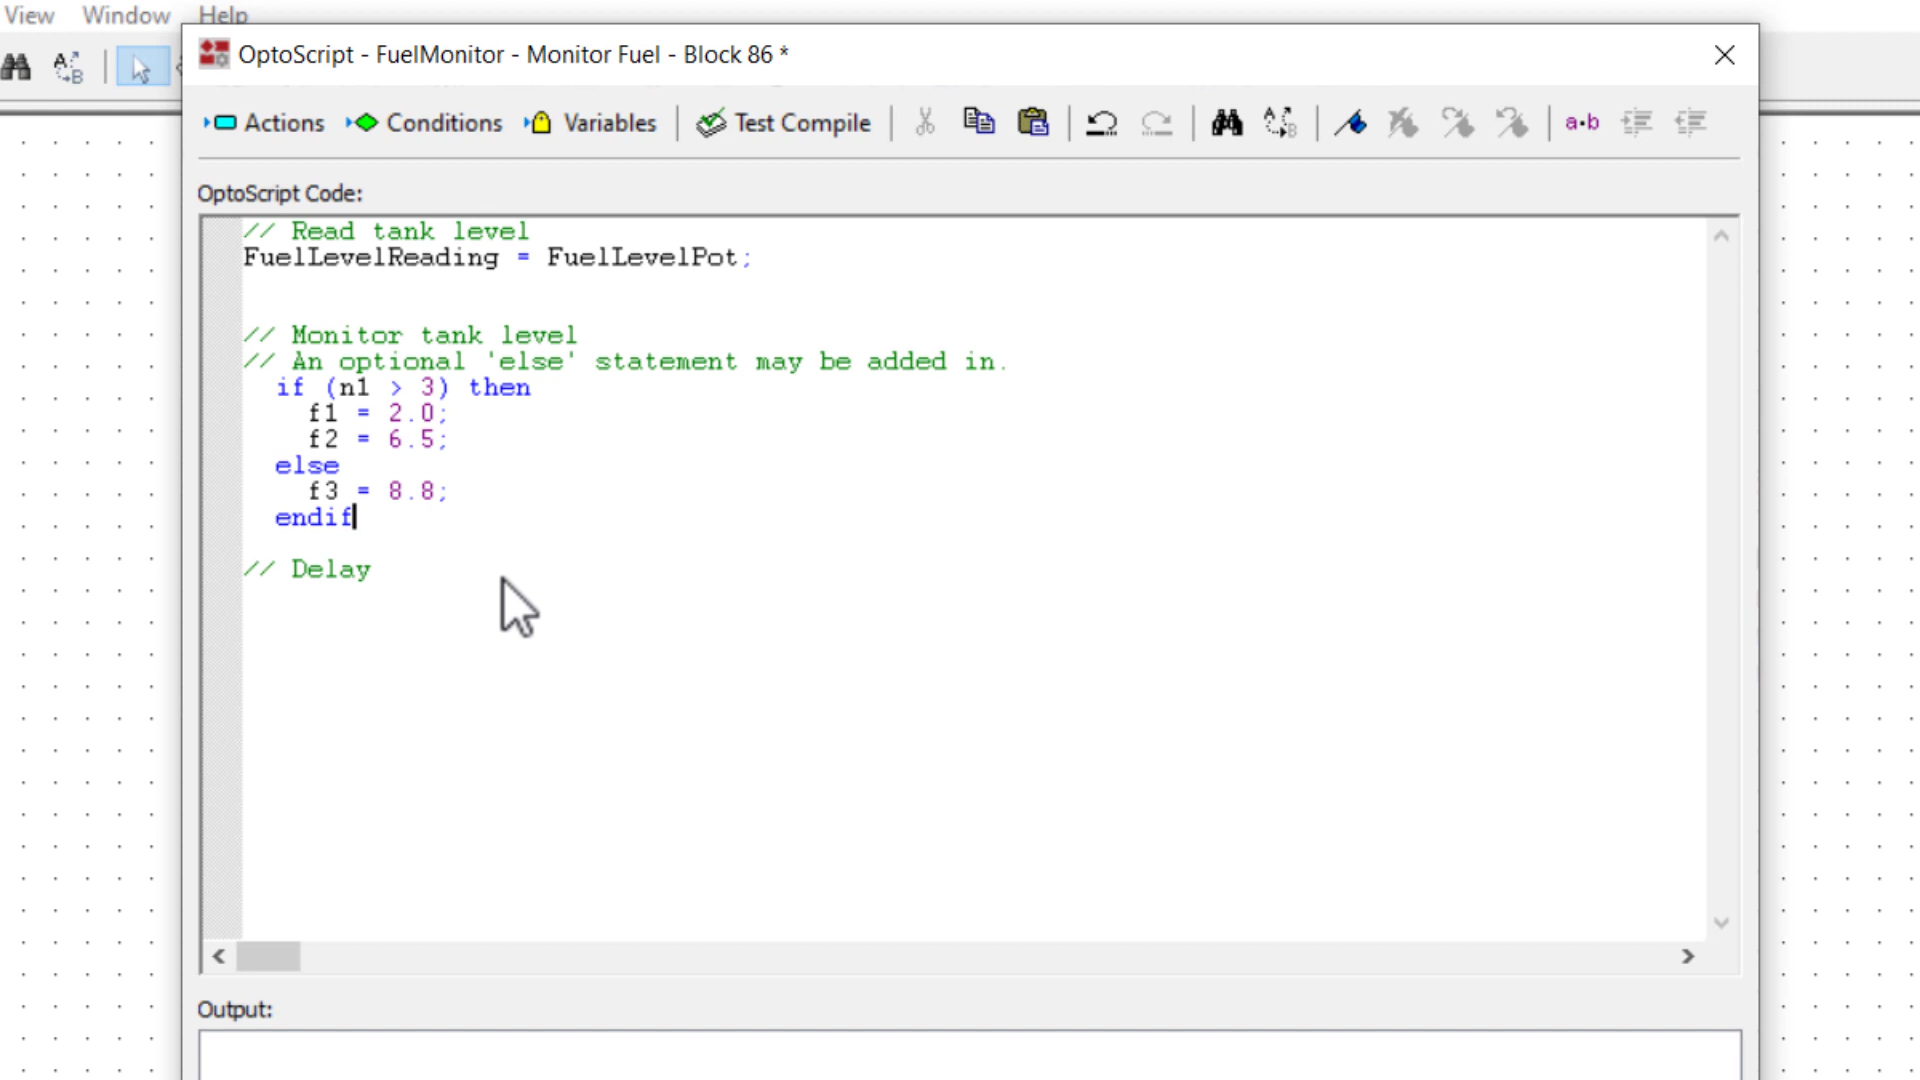 View Window Help
OptoScript - FuelMonitor - Monitor Fuel - Block 86 *
Actions Conditions Variables Test Compile a•b
OptoScript Code:
// Read tank level
FuelLevelReading = FuelLevelPot;
// Monitor tank level
// An optional 'else' statement may be added in.
if (n1 > 3) then
f1 = 2.0;
f2 = 6.5;
else
f3 = 8.8;
endif
// Delay
Output: